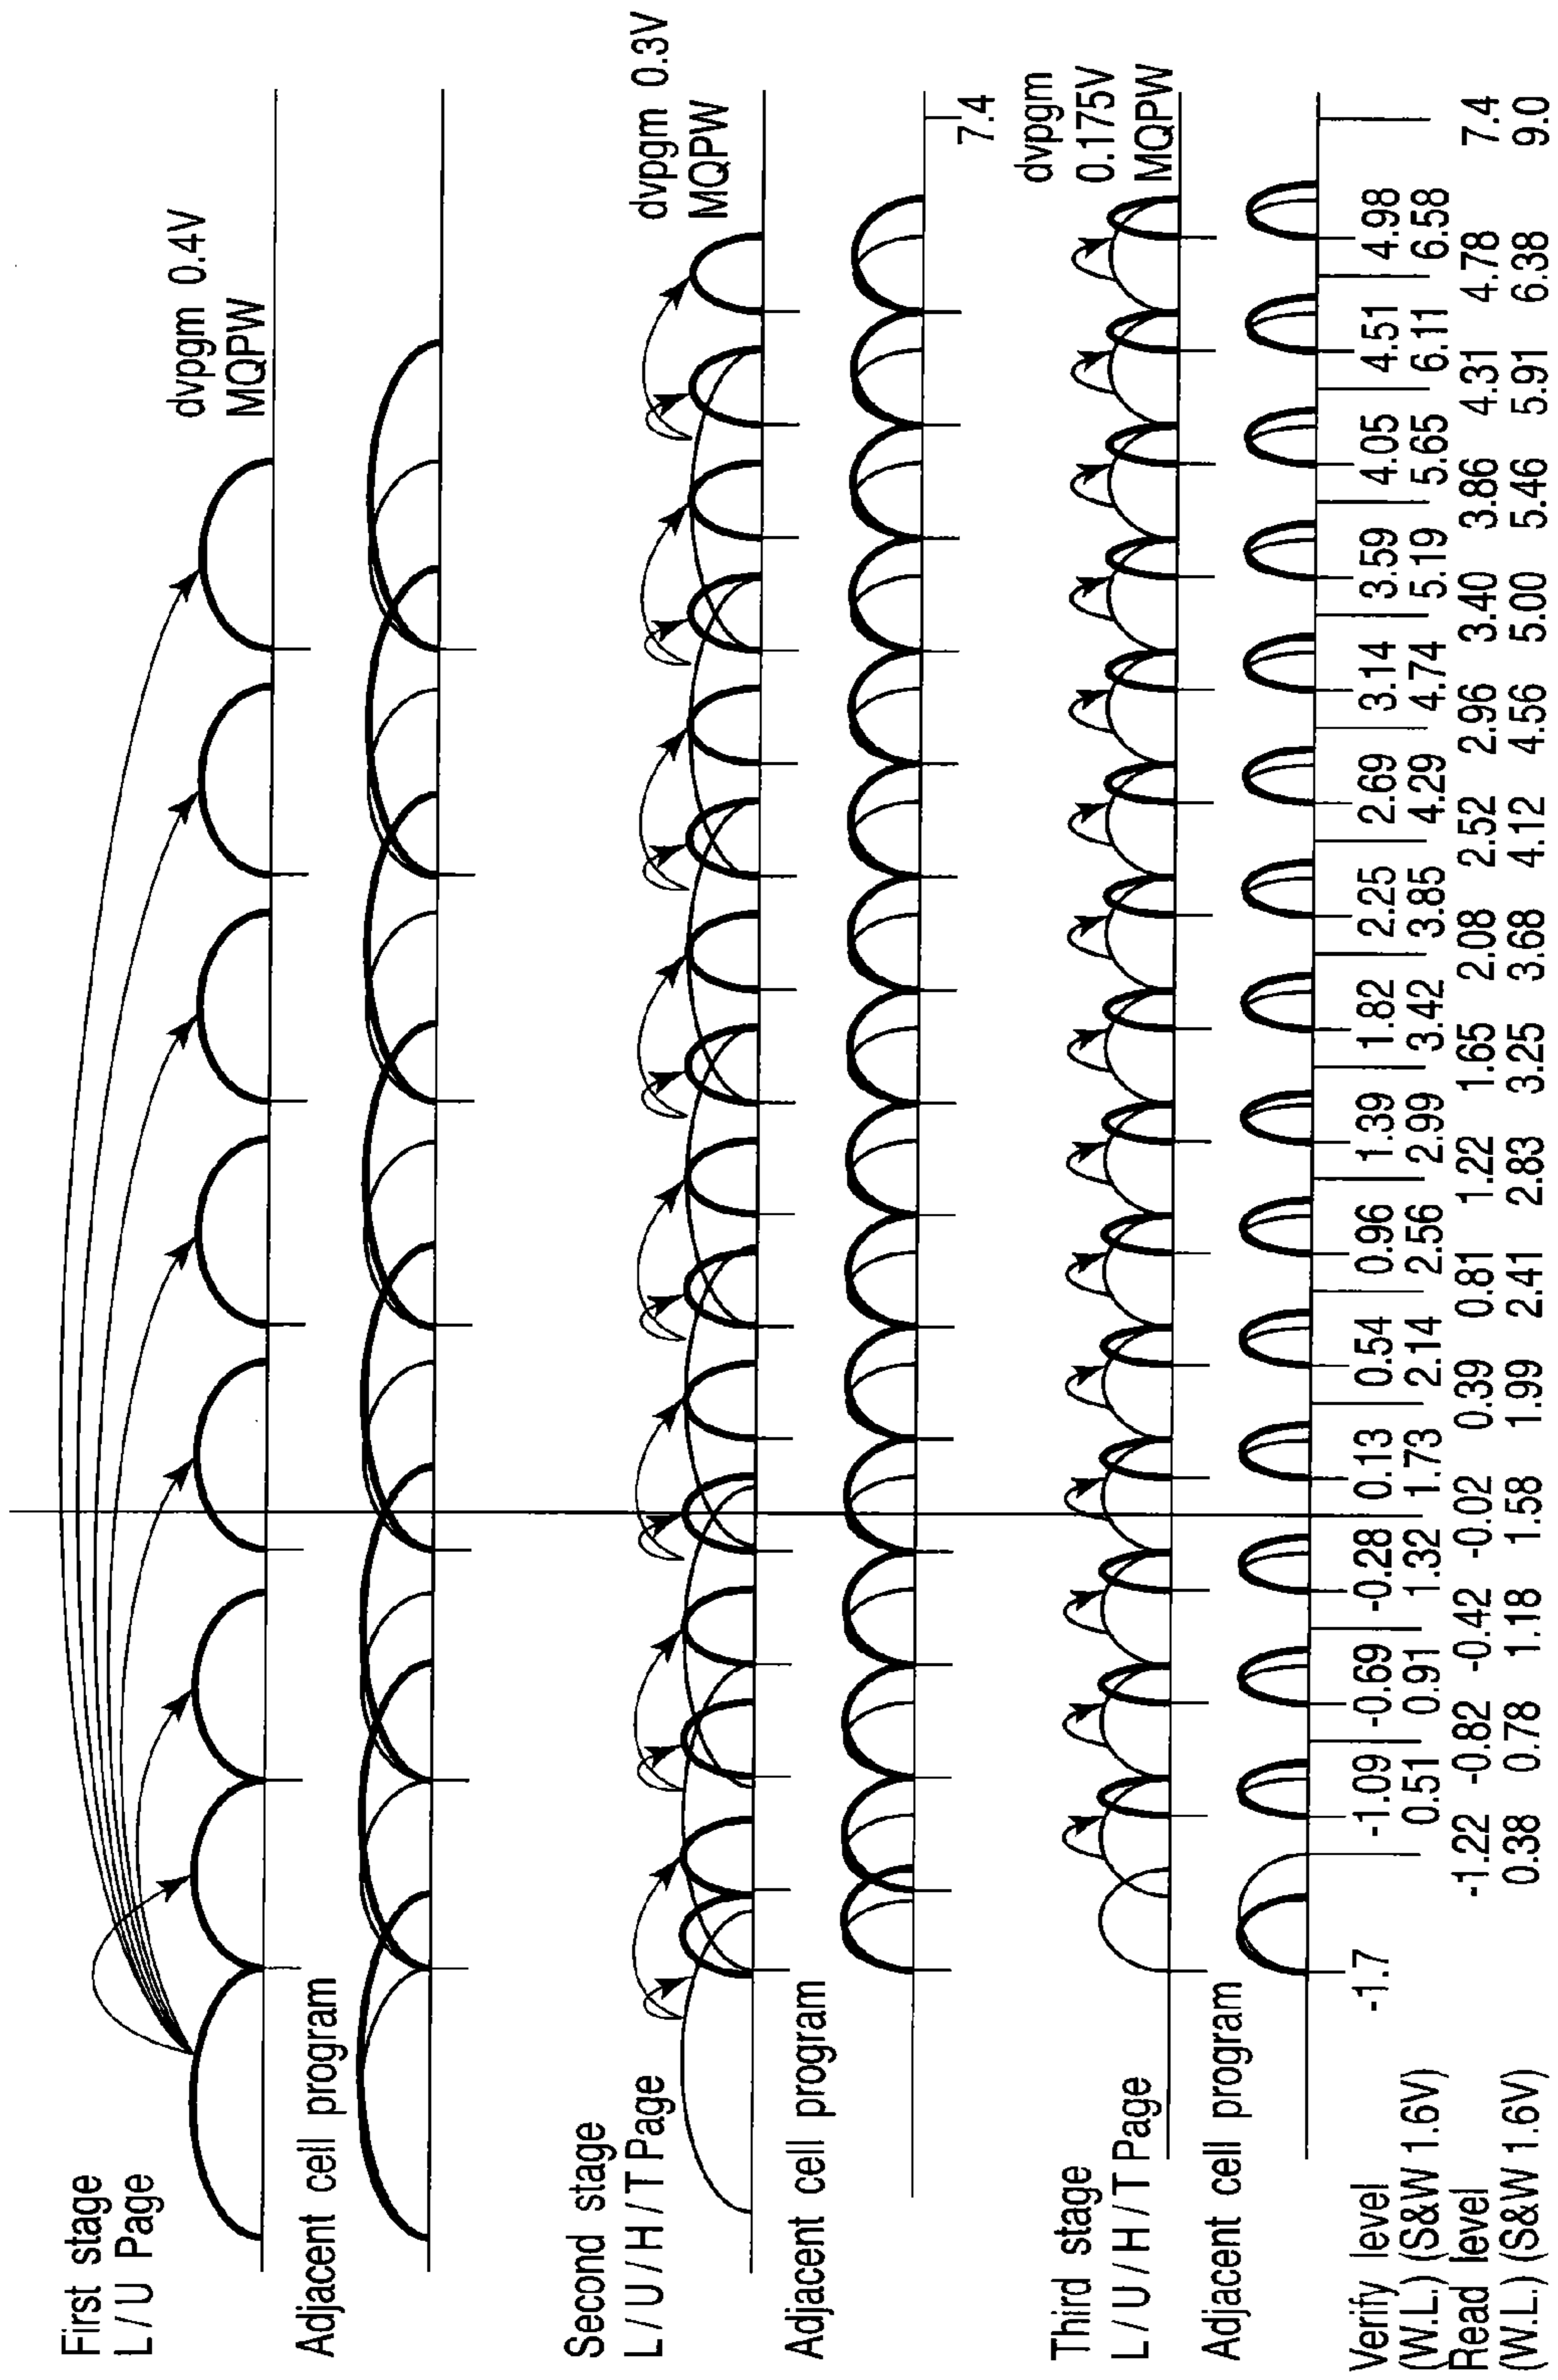 First stage
L / U Page
dvpgm 0.4V
MQPW
Adjacent cell program
Second stage
L / U / H / T Page
dvpgm 0.3V
MQPW
Adjacent cell program
7.4
Third stage
L / U / H / T Page
dvpgm
0.175V
MQPW
Adjacent cell program
Verify level -1.7 -1.09 -0.69 -0.28 0.13 0.54 0.96 1.39 1.82 2.25 2.69 3.14 3.59 4.05 4.51 4.98
(W.L.) (S&W 1.6V) 0.51 0.91 1.32 1.73 2.14 2.56 2.99 3.42 3.85 4.29 4.74 5.19 5.65 6.11 6.58
Read level -1.22 -0.82 -0.42 -0.02 0.39 0.81 1.22 1.65 2.08 2.52 2.96 3.40 3.86 4.31 4.78 7.4
(W.L.) (S&W 1.6V) 0.38 0.78 1.18 1.58 1.99 2.41 2.83 3.25 3.68 4.12 4.56 5.00 5.46 5.91 6.38 9.0